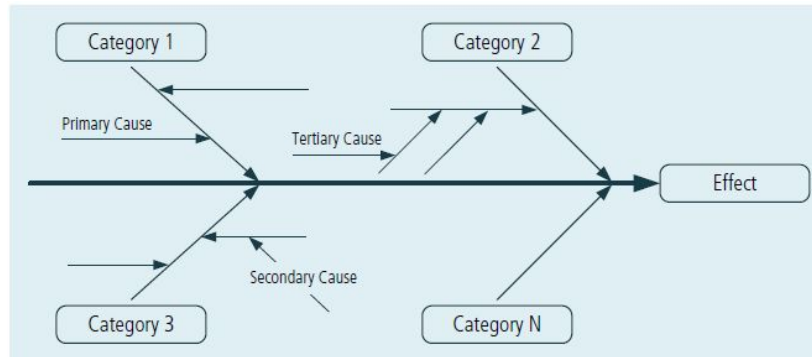 Category 1
Category 2
Primary Cause
Tertiary Cause
Effect
Secondary Cause
Category 3
Category N